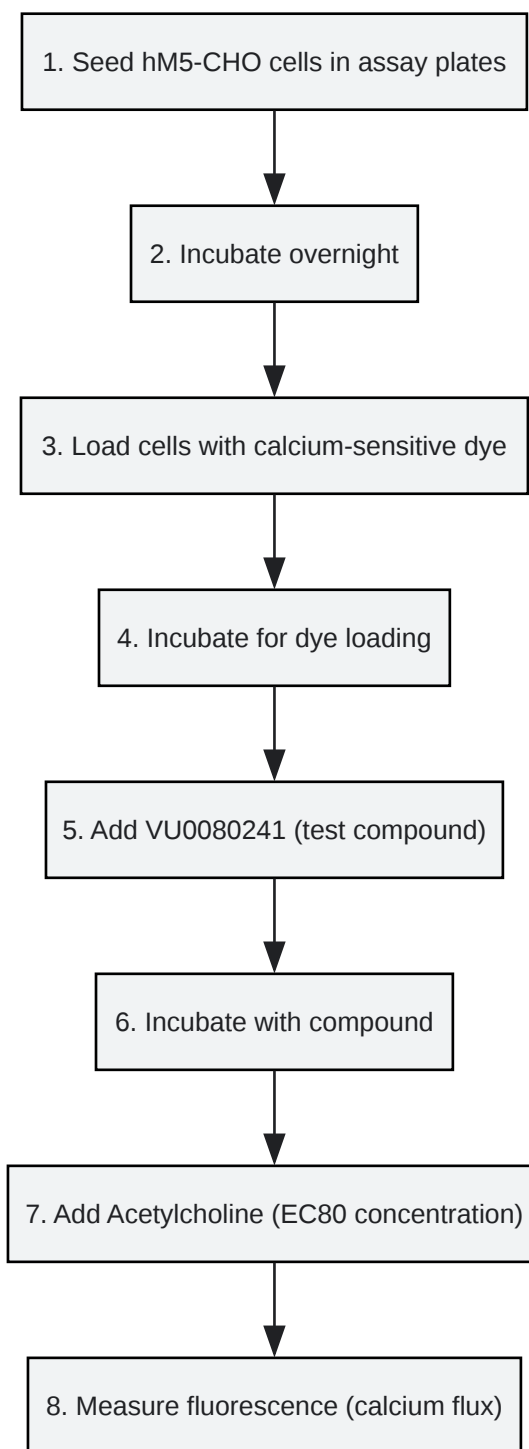 1. Seed hM5-CHO cells in assay plates
2. Incubate overnight
3. Load cells with calcium-sensitive dye
4. Incubate for dye loading
5. Add VU0080241 (test compound)
6. Incubate with compound
7. Add Acetylcholine (EC80 concentration)
8. Measure fluorescence (calcium flux)